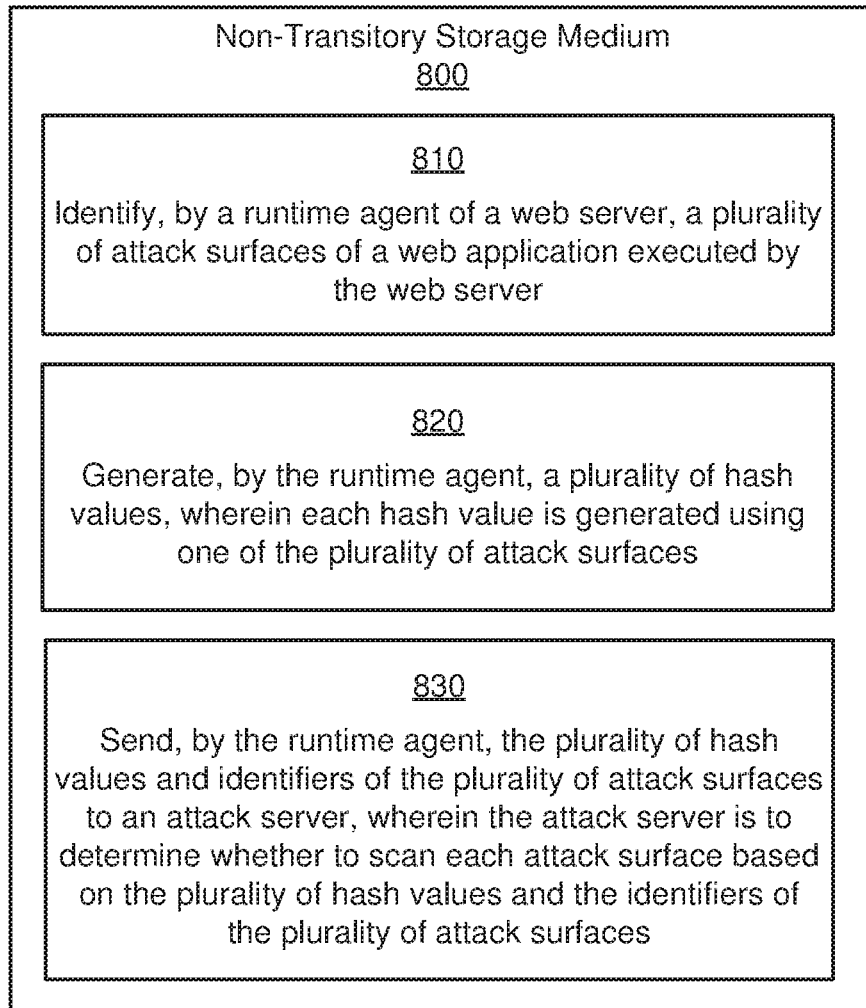 Non-Transitory Storage Medium
800
810
Identify, by a runtime agent of a web server, a plurality
of attack surfaces of a web application executed by
the web server
820
Generate, by the runtime agent, a plurality of hash
values, wherein each hash value is generated using
one of the plurality of attack surfaces
830
Send, by the runtime agent, the plurality of hash
values and identifiers of the plurality of attack surfaces
to an attack server, wherein the attack server is to
determine whether to scan each attack surface based
on the plurality of hash values and the identifiers of
the plurality of attack surfaces